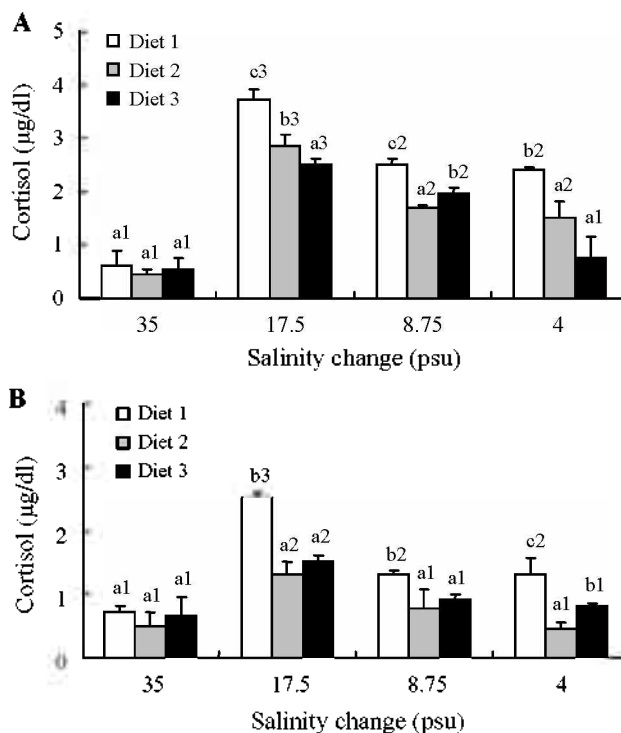 A
5
4
3
2
1
0
Cortisol (µg/dl)
Diet 1
Diet 2
Diet 3
a1 a1 a1
c3 b3 a3
c2 a2 b2
b2 a2 a1
35 17.5 8.75 4
Salinity change (psu)
B
4
3
2
1
0
Cortisol (µg/dl)
Diet 1
Diet 2
Diet 3
a1 a1 a1
b3 a2 a2
b2 a1 a1
c2 a1 b1
35 17.5 8.75 4
Salinity change (psu)